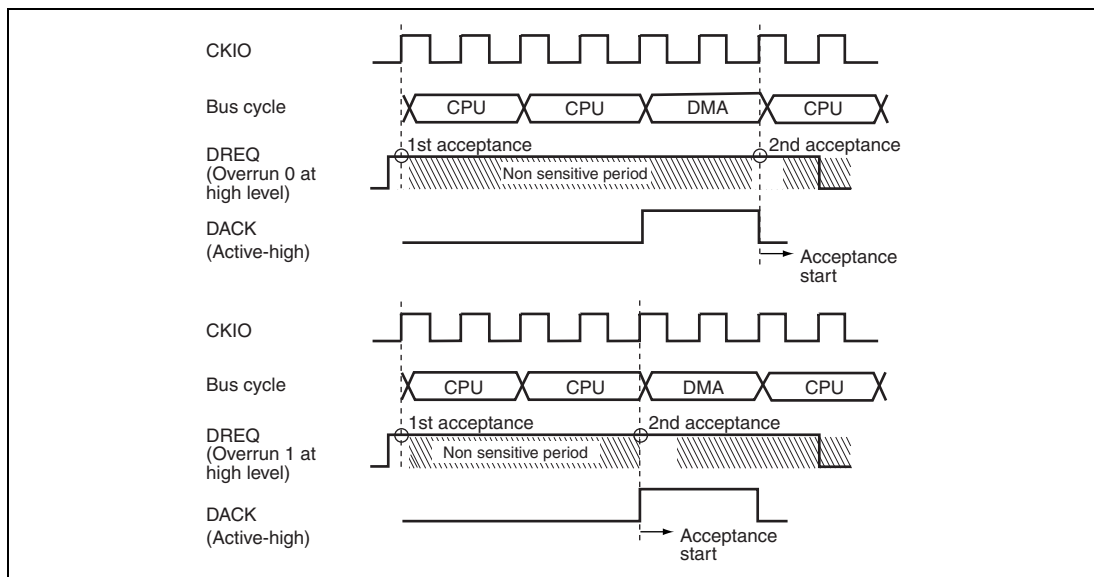 CKIO
Bus cycle
CPU
CPU
DMA
CPU
1st acceptance
2nd acceptance
DREQ
(Overrun 0 at
high level)
Non sensitive period
DACK
(Active-high)
Acceptance
start
CKIO
Bus cycle
CPU
CPU
DMA
CPU
1st acceptance
2nd acceptance
DREQ
(Overrun 1 at
high level)
Non sensitive period
DACK
(Active-high)
Acceptance
start